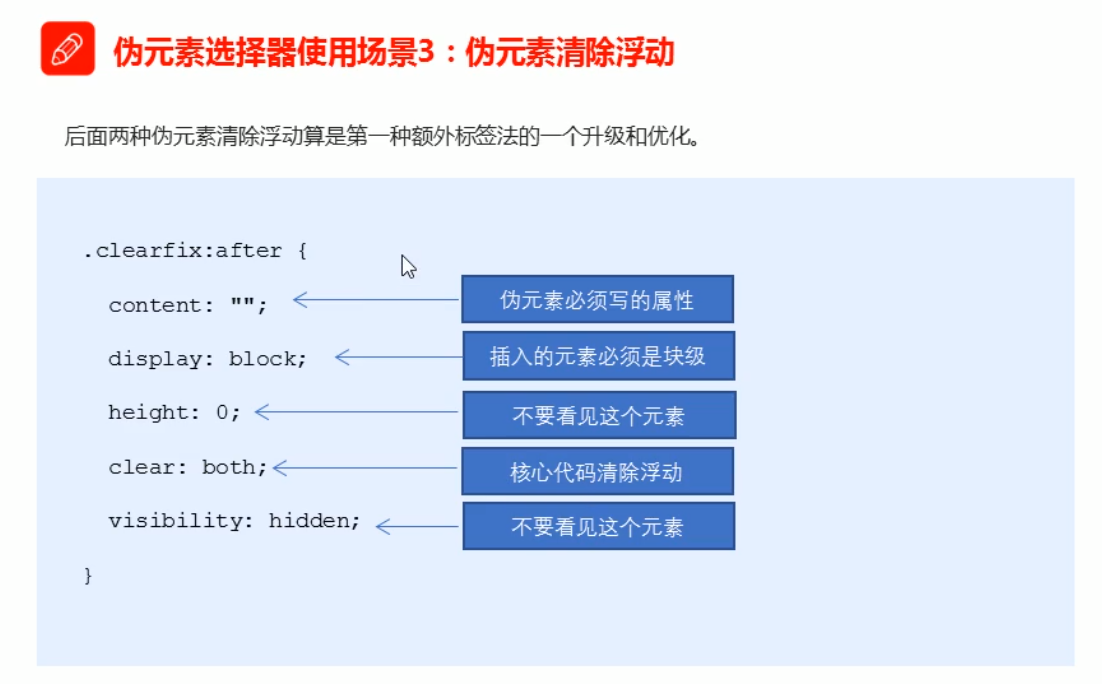 伪元素选择器使用场景3：伪元素清除浮动
后面两种伪元素清除浮动算是第一种额外标签法的一个升级和优化。
.clearfix:after {
content: "";
伪元素必须写的属性
display: block;
插入的元素必须是块级
height: 0;
不要看见这个元素
clear: both;
核心代码清除浮动
visibility: hidden;
不要看见这个元素
}